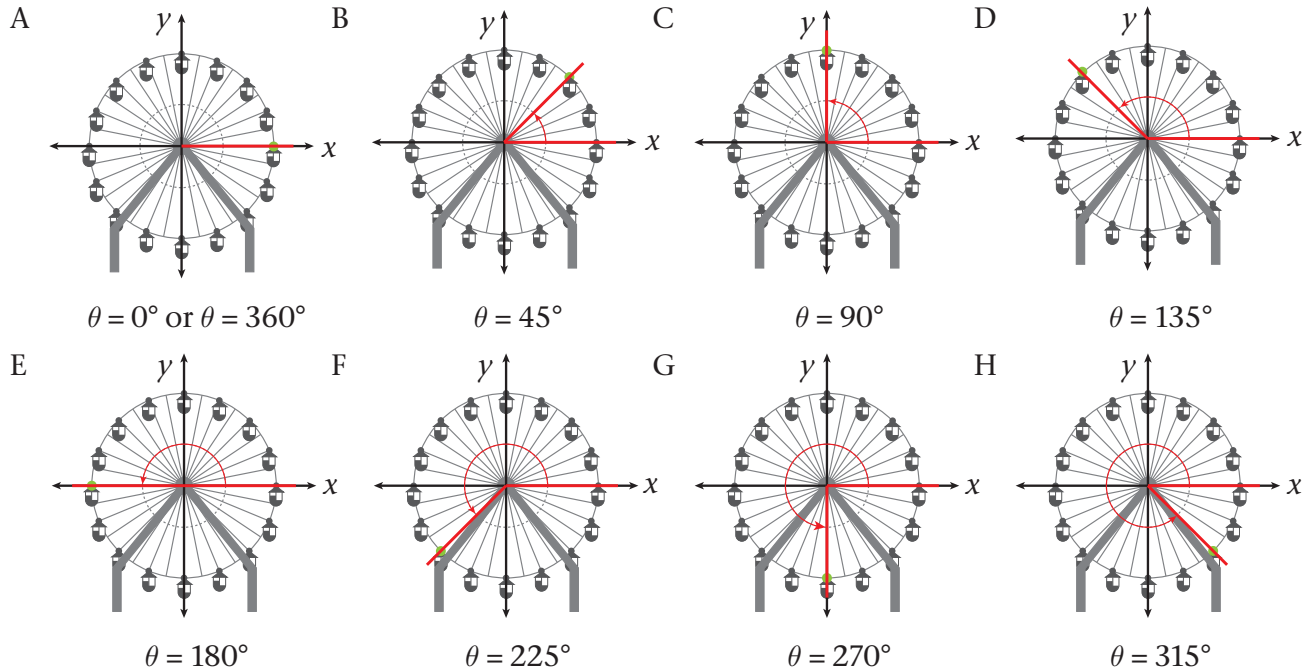 A B C D
y y y y
x x x x
θ = 0° or θ = 360° θ = 45° θ = 90° θ = 135°
E F G H
y y y y
x x x x
θ = 180° θ = 225° θ = 270° θ = 315°